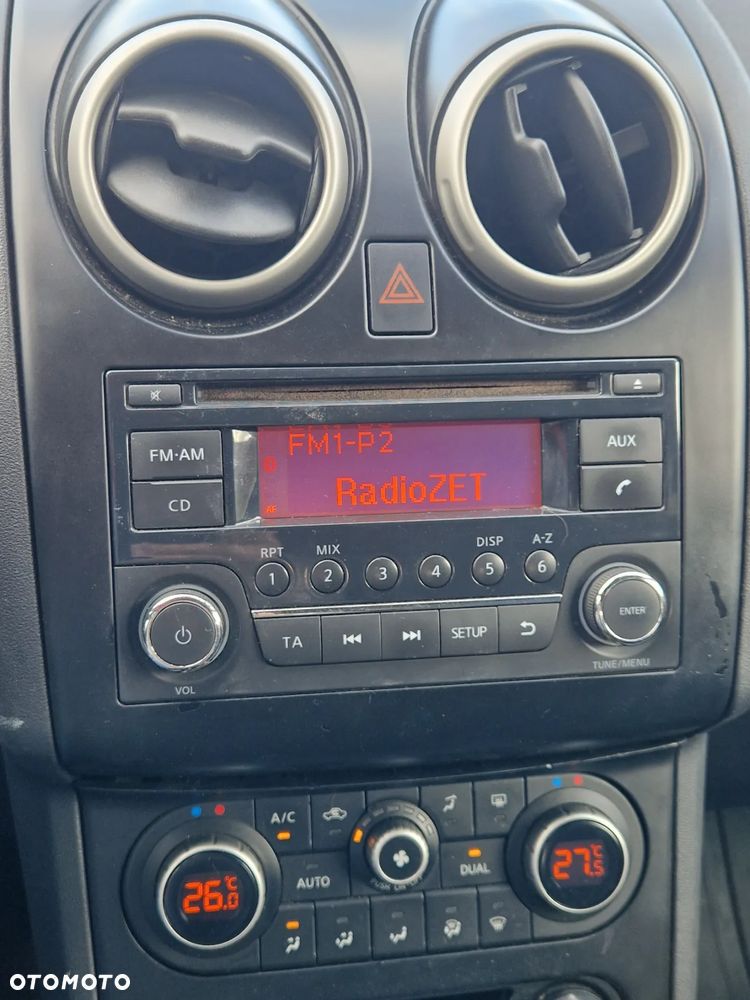 FM1-P2
RadioZET
AF
FM·AM
AUX
CD
RPT MIX DISP A-Z
1 2 3 4 5 6
TA SETUP ENTER
VOL TUNE/MENU
A/C
26.0°C AUTO DUAL 27.5°C
OTOMOTO